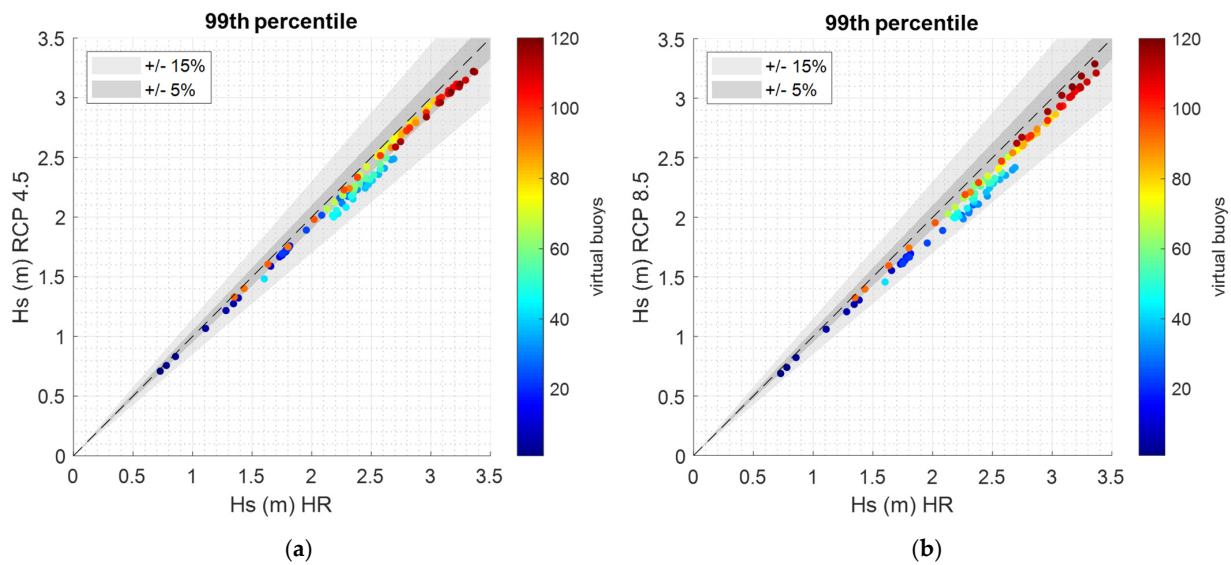 99th percentile
3.5
3
2.5
2
1.5
1
0.5
0
0 0.5 1 1.5 2 2.5 3 3.5
Hs (m) RCP 4.5
Hs (m) HR
+/- 15%
+/- 5%
120
100
80
60
40
20
virtual buoys
(a)
99th percentile
3.5
3
2.5
2
1.5
1
0.5
0
0 0.5 1 1.5 2 2.5 3 3.5
Hs (m) RCP 8.5
Hs (m) HR
+/- 15%
+/- 5%
120
100
80
60
40
20
virtual buoys
(b)